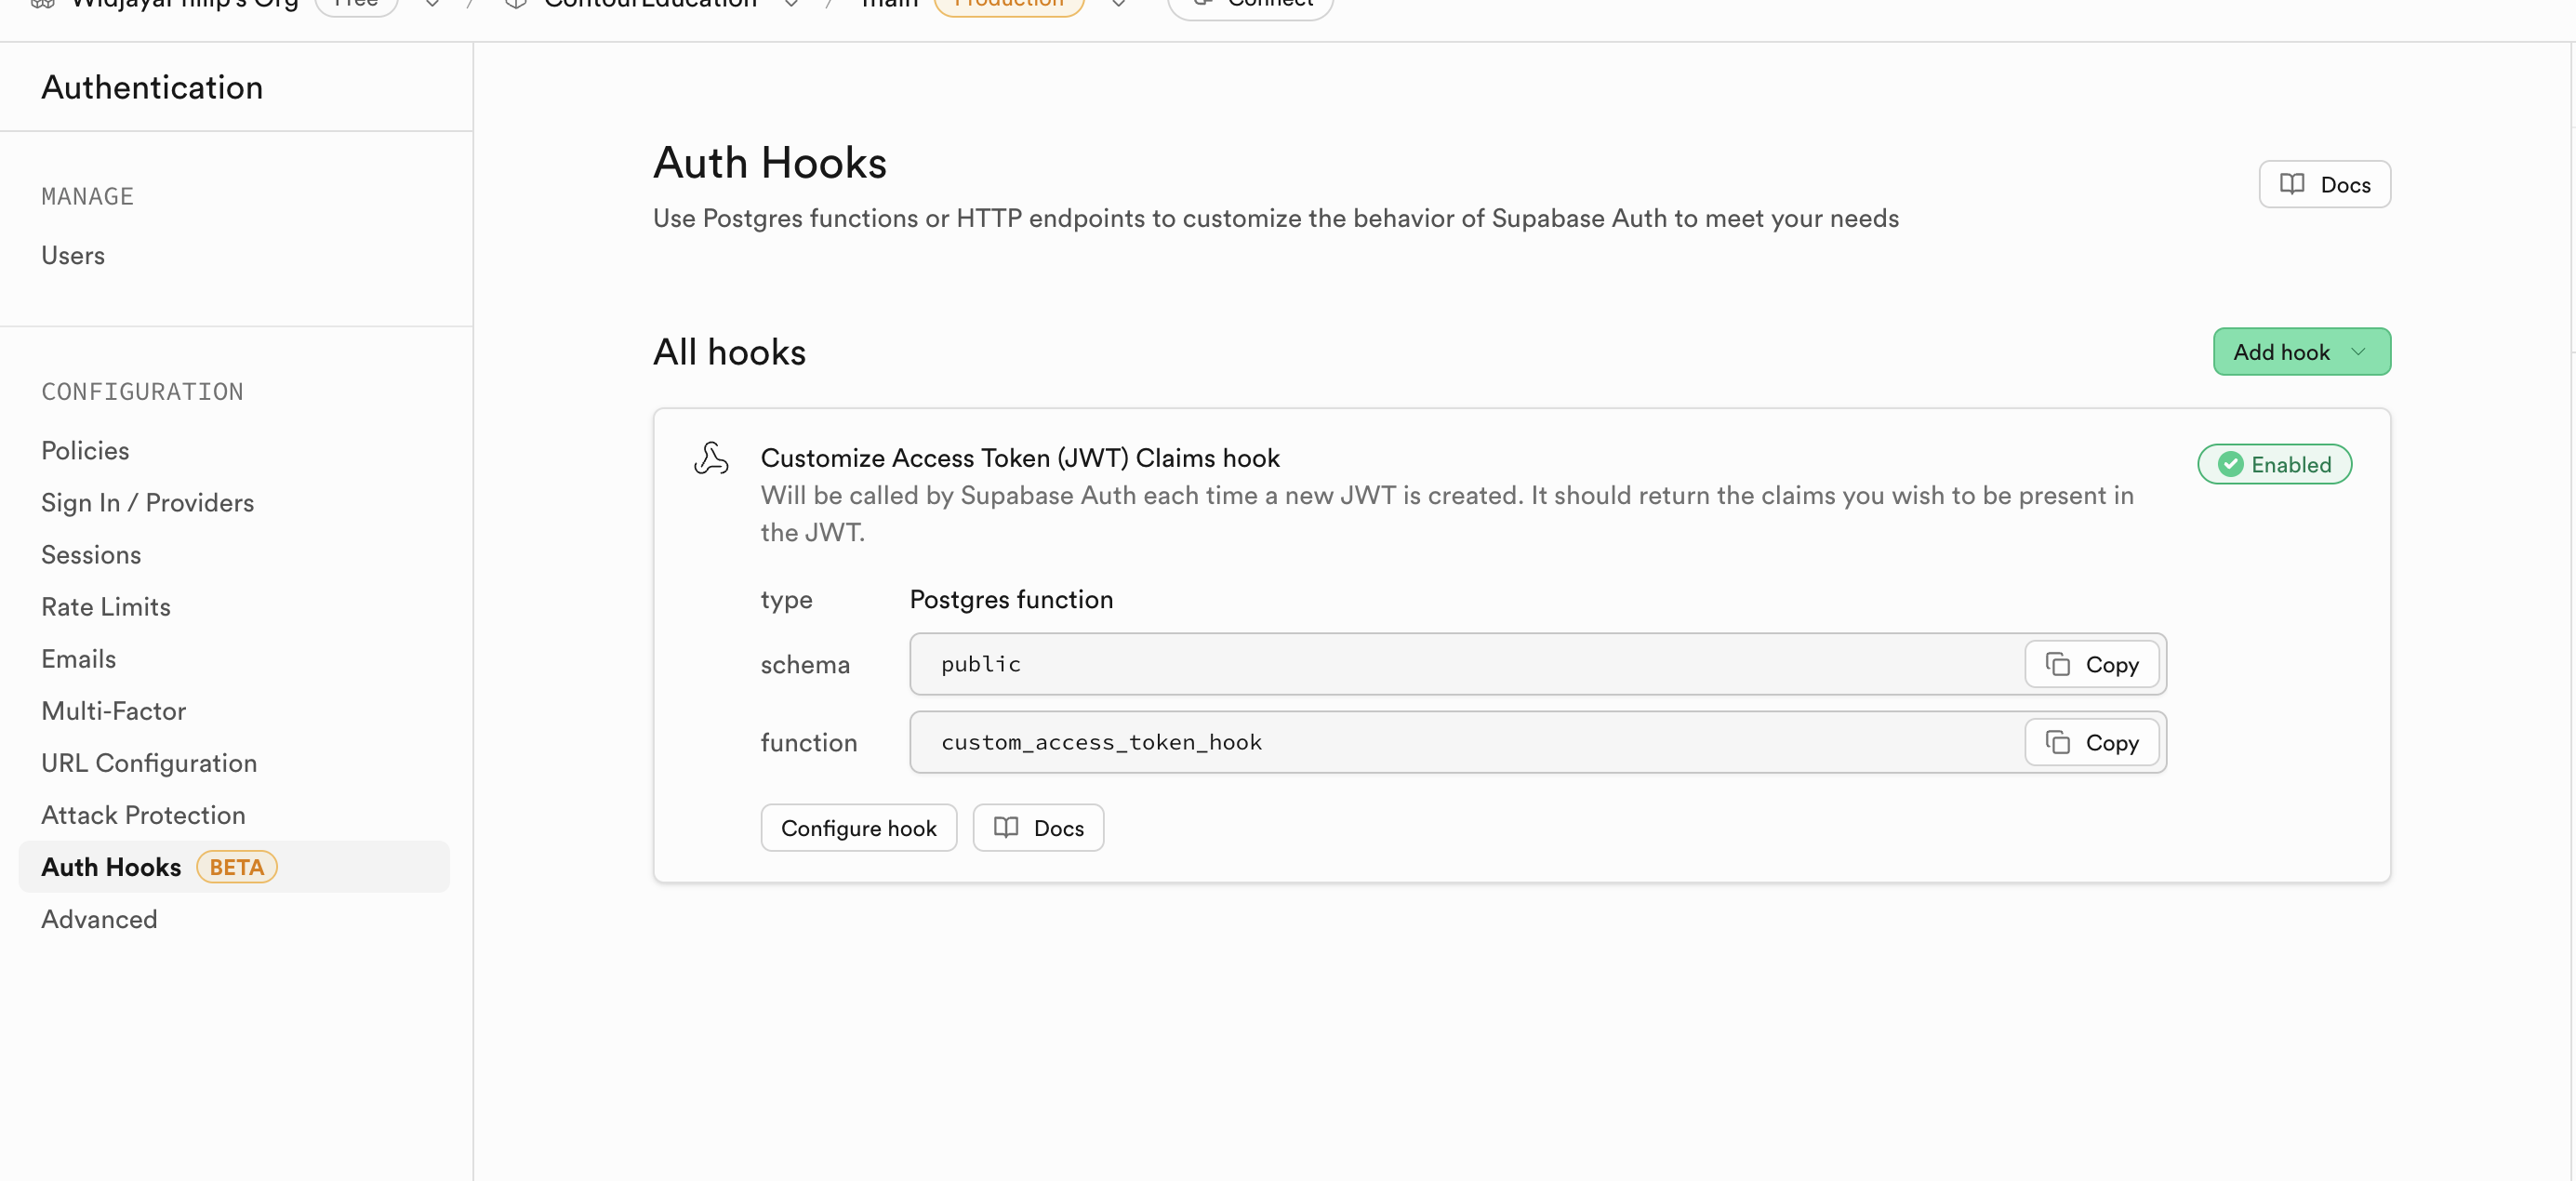 Widjayal hilip's Org Free / ContourEducation / main Production Connect
Authentication
MANAGE
Users
CONFIGURATION
Policies
Sign In / Providers
Sessions
Rate Limits
Emails
Multi-Factor
URL Configuration
Attack Protection
Auth Hooks BETA
Advanced
Auth Hooks
Docs
Use Postgres functions or HTTP endpoints to customize the behavior of Supabase Auth to meet your needs
All hooks
Add hook
Customize Access Token (JWT) Claims hook
Enabled
Will be called by Supabase Auth each time a new JWT is created. It should return the claims you wish to be present in
the JWT.
type Postgres function
schema public Copy
function custom_access_token_hook Copy
Configure hook Docs